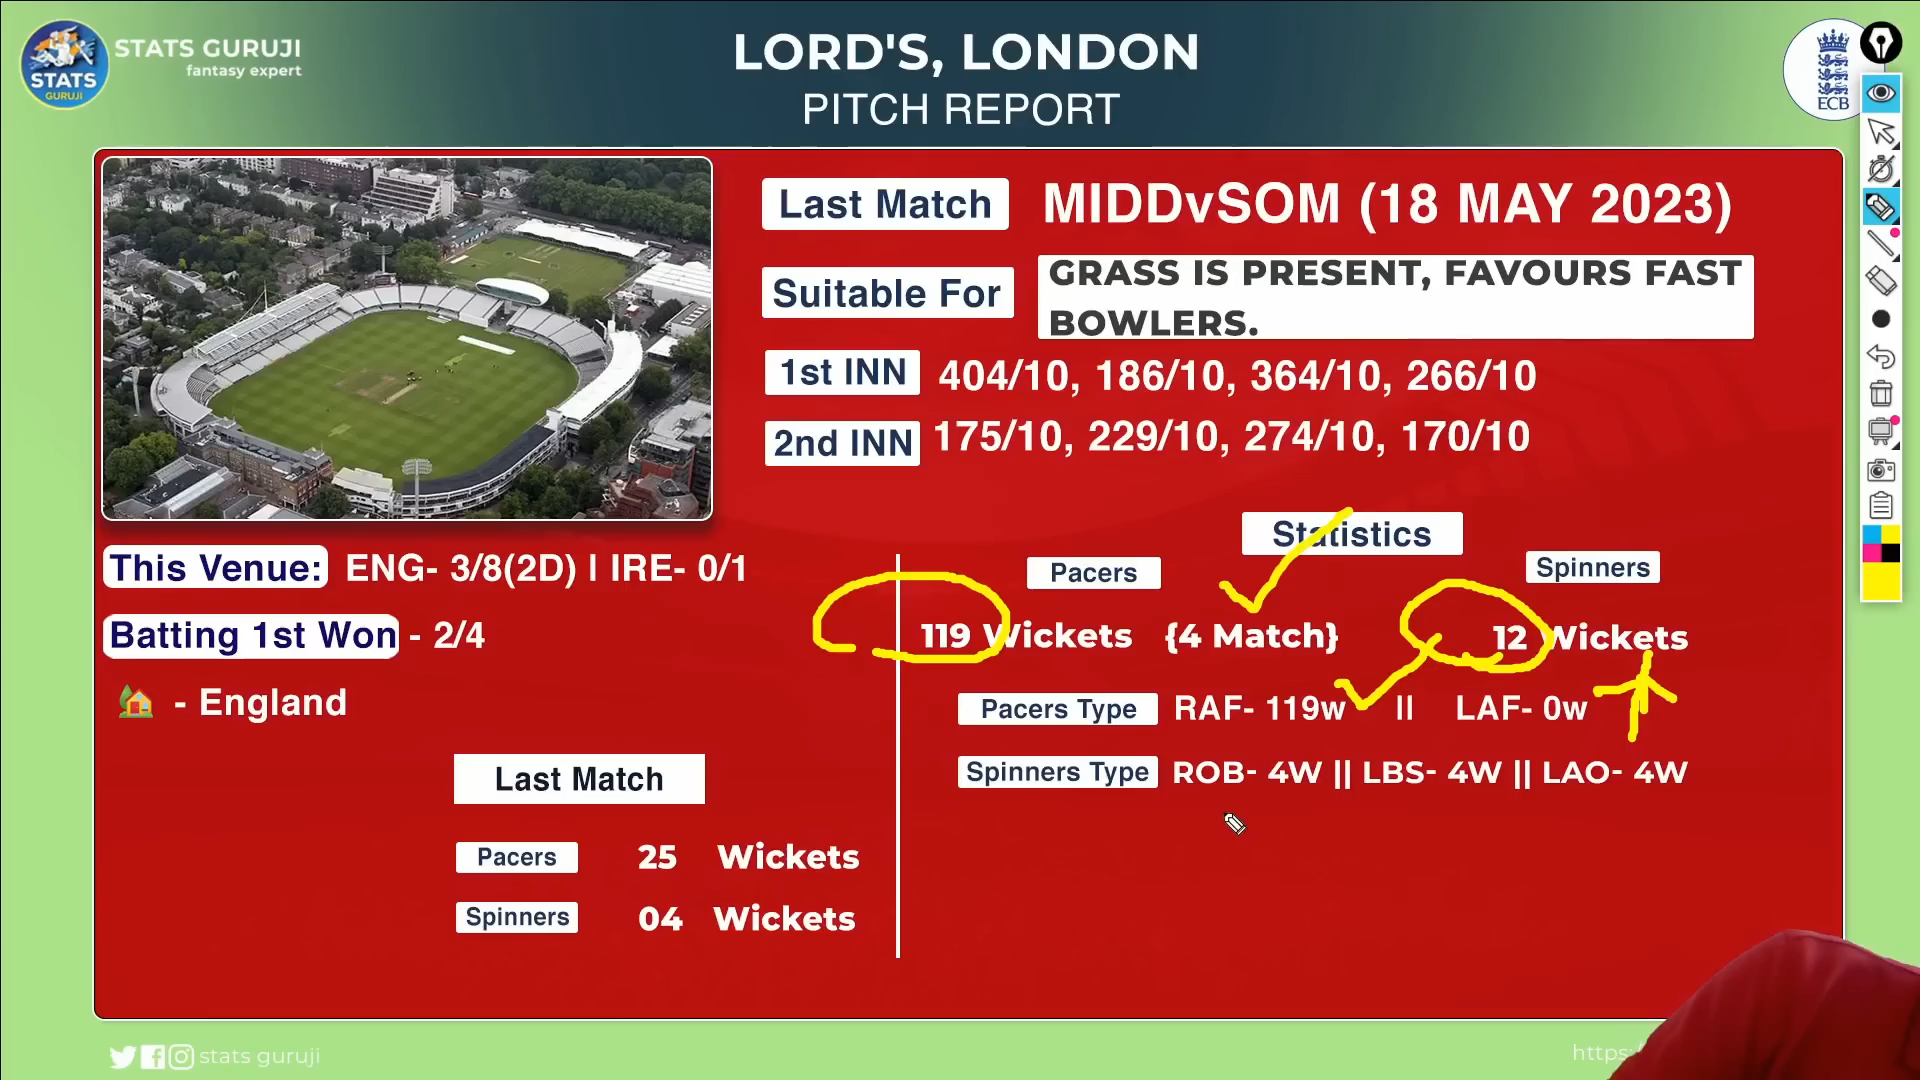 STATS GURUJI
fantasy expert
STATS
GURUJI
LORD'S, LONDON
PITCH REPORT
ECB
Last Match MIDDvSOM (18 MAY 2023)
Suitable For GRASS IS PRESENT, FAVOURS FAST
BOWLERS.
1st INN 404/10, 186/10, 364/10, 266/10
2nd INN 175/10, 229/10, 274/10, 170/10
This Venue: ENG- 3/8(2D) | IRE- 0/1
Batting 1st Won - 2/4
- England
Last Match
Pacers 25 Wickets
Spinners 04 Wickets
Statistics
Pacers Spinners
119 Wickets {4 Match} 12 Wickets
Pacers Type RAF- 119w || LAF- 0w
Spinners Type ROB- 4W || LBS- 4W || LAO- 4W
stats guruji
https: